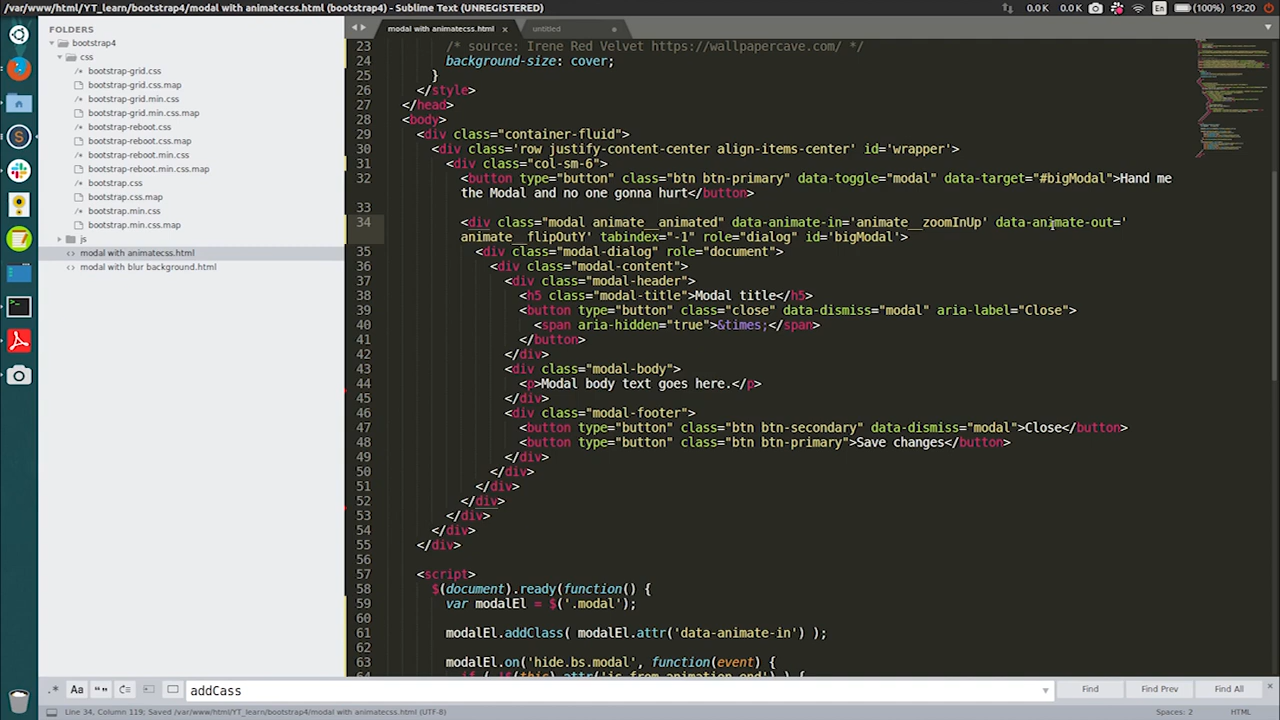 /var/www/html/YT_learn/bootstrap4/modal with animatecss.html (bootstrap4) - Sublime Text (UNREGISTERED)
0.0 K 0.0 K En (100%) 19:20
FOLDERS
bootstrap4
css
/* bootstrap-grid.css
bootstrap-grid.css.map
/* bootstrap-grid.min.css
bootstrap-grid.min.css.map
/* bootstrap-reboot.css
bootstrap-reboot.css.map
/* bootstrap-reboot.min.css
bootstrap-reboot.min.css.map
/* bootstrap.css
bootstrap.css.map
/* bootstrap.min.css
bootstrap.min.css.map
js
<> modal with animatecss.html
<> modal with blur background.html
modal with animatecss.html × untitled
23 /* source: Irene Red Velvet https://wallpapercave.com/ */
24 background-size: cover;
25 }
26 </style>
27 </head>
28 <body>
29 <div class="container-fluid">
30 <div class='row justify-content-center align-items-center' id='wrapper'>
31 <div class="col-sm-6">
32 <button type="button" class="btn btn-primary" data-toggle="modal" data-target="#bigModal">Hand me
the Modal and no one gonna hurt</button>
33
34 <div class="modal animate__animated" data-animate-in='animate__zoomInUp' data-animate-out='
animate__flipOutY' tabindex="-1" role="dialog" id='bigModal'>
35 <div class="modal-dialog" role="document">
36 <div class="modal-content">
37 <div class="modal-header">
38 <h5 class="modal-title">Modal title</h5>
39 <button type="button" class="close" data-dismiss="modal" aria-label="Close">
40 <span aria-hidden="true">&times;</span>
41 </button>
42 </div>
43 <div class="modal-body">
44 <p>Modal body text goes here.</p>
45 </div>
46 <div class="modal-footer">
47 <button type="button" class="btn btn-secondary" data-dismiss="modal">Close</button>
48 <button type="button" class="btn btn-primary">Save changes</button>
49 </div>
50 </div>
51 </div>
52 </div>
53 </div>
54 </div>
55 </div>
56
57 <script>
58 $(document).ready(function() {
59 var modalEl = $('.modal');
60
61 modalEl.addClass( modalEl.attr('data-animate-in') );
62
63 modalEl.on('hide.bs.modal', function(event) {
.* Aa "" addCass Find Find Prev Find All ×
Line 34, Column 119; Saved /var/www/html/YT_learn/bootstrap4/modal with animatecss.html (UTF-8) Spaces: 2 HTML